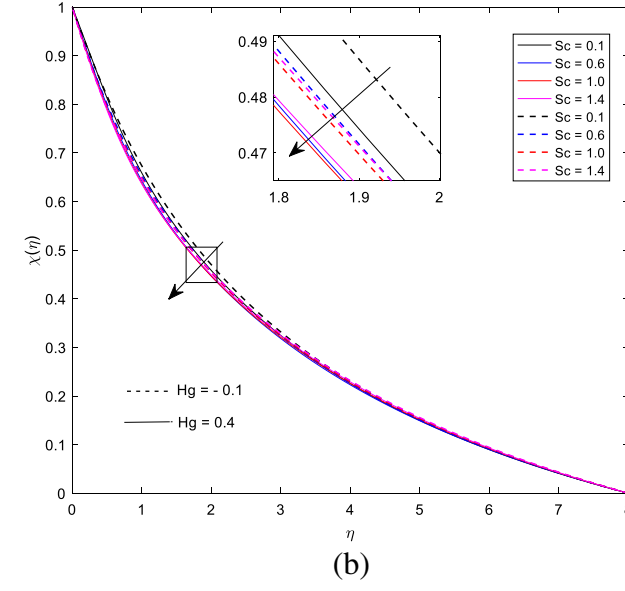 1
0.9
0.8
0.7
0.6
0.5
0.4
0.3
0.2
0.1
0
χ(η)
0.49
0.48
0.47
1.8
1.9
2
Sc = 0.1
Sc = 0.6
Sc = 1.0
Sc = 1.4
Sc = 0.1
Sc = 0.6
Sc = 1.0
Sc = 1.4
Hg = - 0.1
Hg = 0.4
0 1 2 3 4 5 6 7
η
(b)